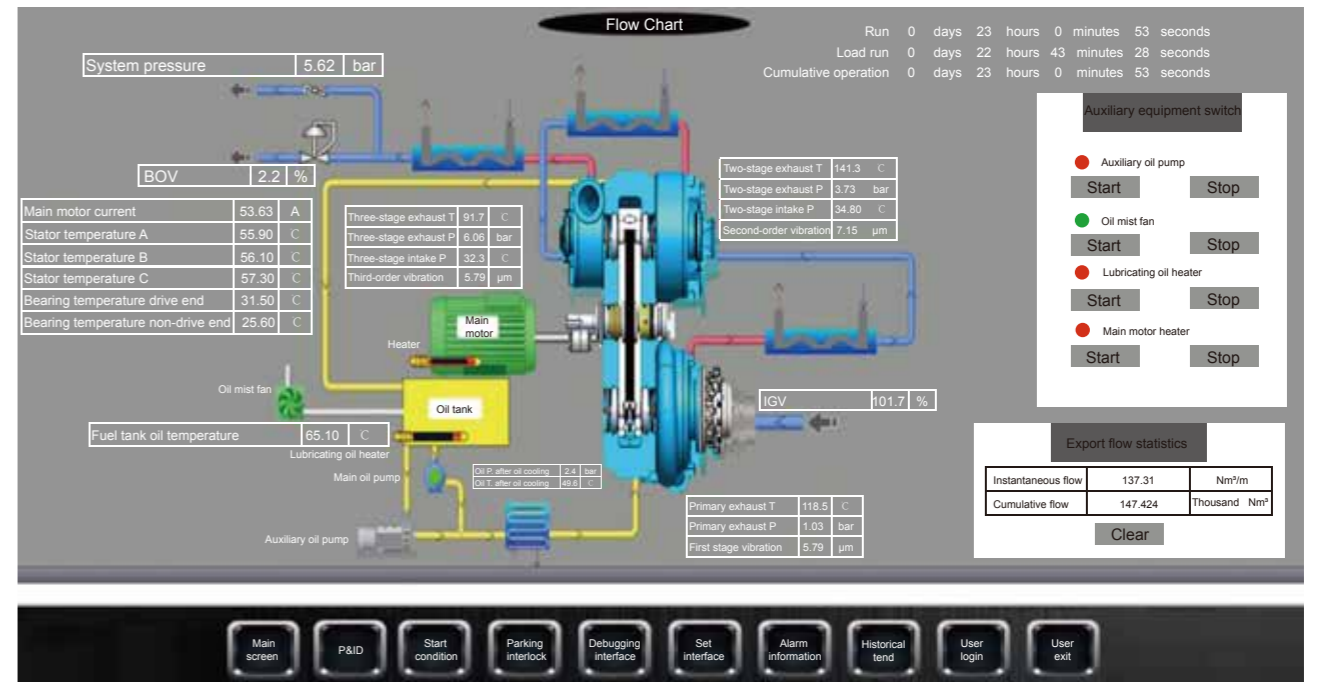 Flow Chart
Run 0 days 23 hours 0 minutes 53 seconds
Load run 0 days 22 hours 43 minutes 28 seconds
Cumulative operation 0 days 23 hours 0 minutes 53 seconds
System pressure 5.62 bar
BOV 2.2 %
Main motor current 53.63 A
Stator temperature A 55.90 C
Stator temperature B 56.10 C
Stator temperature C 57.30 C
Bearing temperature drive end 31.50 C
Bearing temperature non-drive end 25.60 C
Three-stage exhaust T 91.7 C
Three-stage exhaust P 6.06 bar
Three-stage intake P 32.3 C
Third-order vibration 5.79 µm
Two-stage exhaust T 141.3 C
Two-stage exhaust P 3.73 bar
Two-stage intake P 34.80 C
Second-order vibration 7.15 µm
Main
motor
Heater
Oil mist fan
Oil tank
Fuel tank oil temperature 65.10 C
Lubricating oil heater
Main oil pump
Oil P. after oil cooling 2.4 bar
Oil T. after oil cooling 49.6 C
Auxiliary oil pump
IGV 101.7 %
Primary exhaust T 118.5 C
Primary exhaust P 1.03 bar
First stage vibration 5.79 µm
Auxiliary equipment switch
Auxiliary oil pump
Start Stop
Oil mist fan
Start Stop
Lubricating oil heater
Start Stop
Main motor heater
Start Stop
Export flow statistics
Instantaneous flow 137.31 Nm³/m
Cumulative flow 147.424 Thousand Nm³
Clear
Main
screen
P&ID
Start
condition
Parking
interlock
Debugging
interface
Set
interface
Alarm
information
Historical
tend
User
login
User
exit